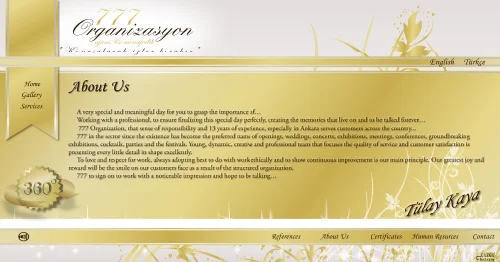 777
Organizasyon
English Türkçe
Home
Gallery
Services
About Us
A very special and meaningful day for you to grasp the importance of...
Working with a professional, to ensure finalizing this special day perfectly, creating the memories that live on and to be talked forever...
777 Organization, that sense of responsibility and 13 years of experience, especially in Ankara serves customers across the country...
777 in the sector since the existence has become the preferred name of openings, weddings, concerts, exhibitions, meetings, conferences, groundbreaking
exhibitions, cocktails, parties and the festivals. Young, dynamic, creative and professional team that focuses the quality of service and customer satisfaction is
presenting every little detail in shape excellently.
To love and respect for work, always adopting best to do with work ethically and to show continuous improvement is our main principle. Our greatest joy and
reward will be the smile on our customers face as a result of the structured organization.
777 to sign on to work with a noticeable impression and hope to be talking...
360°
Tülay Kaya
References About Us Certificates Human Resurces Contact